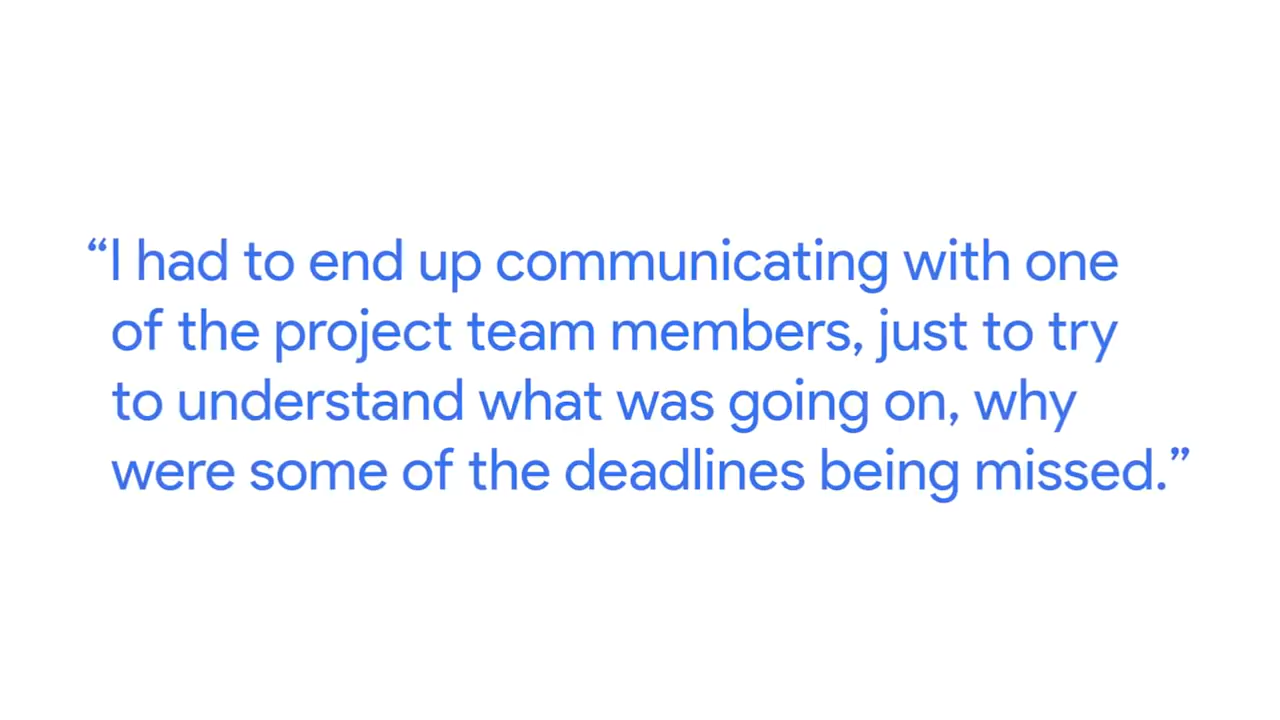 “I had to end up communicating with one
of the project team members, just to try
to understand what was going on, why
were some of the deadlines being missed.”